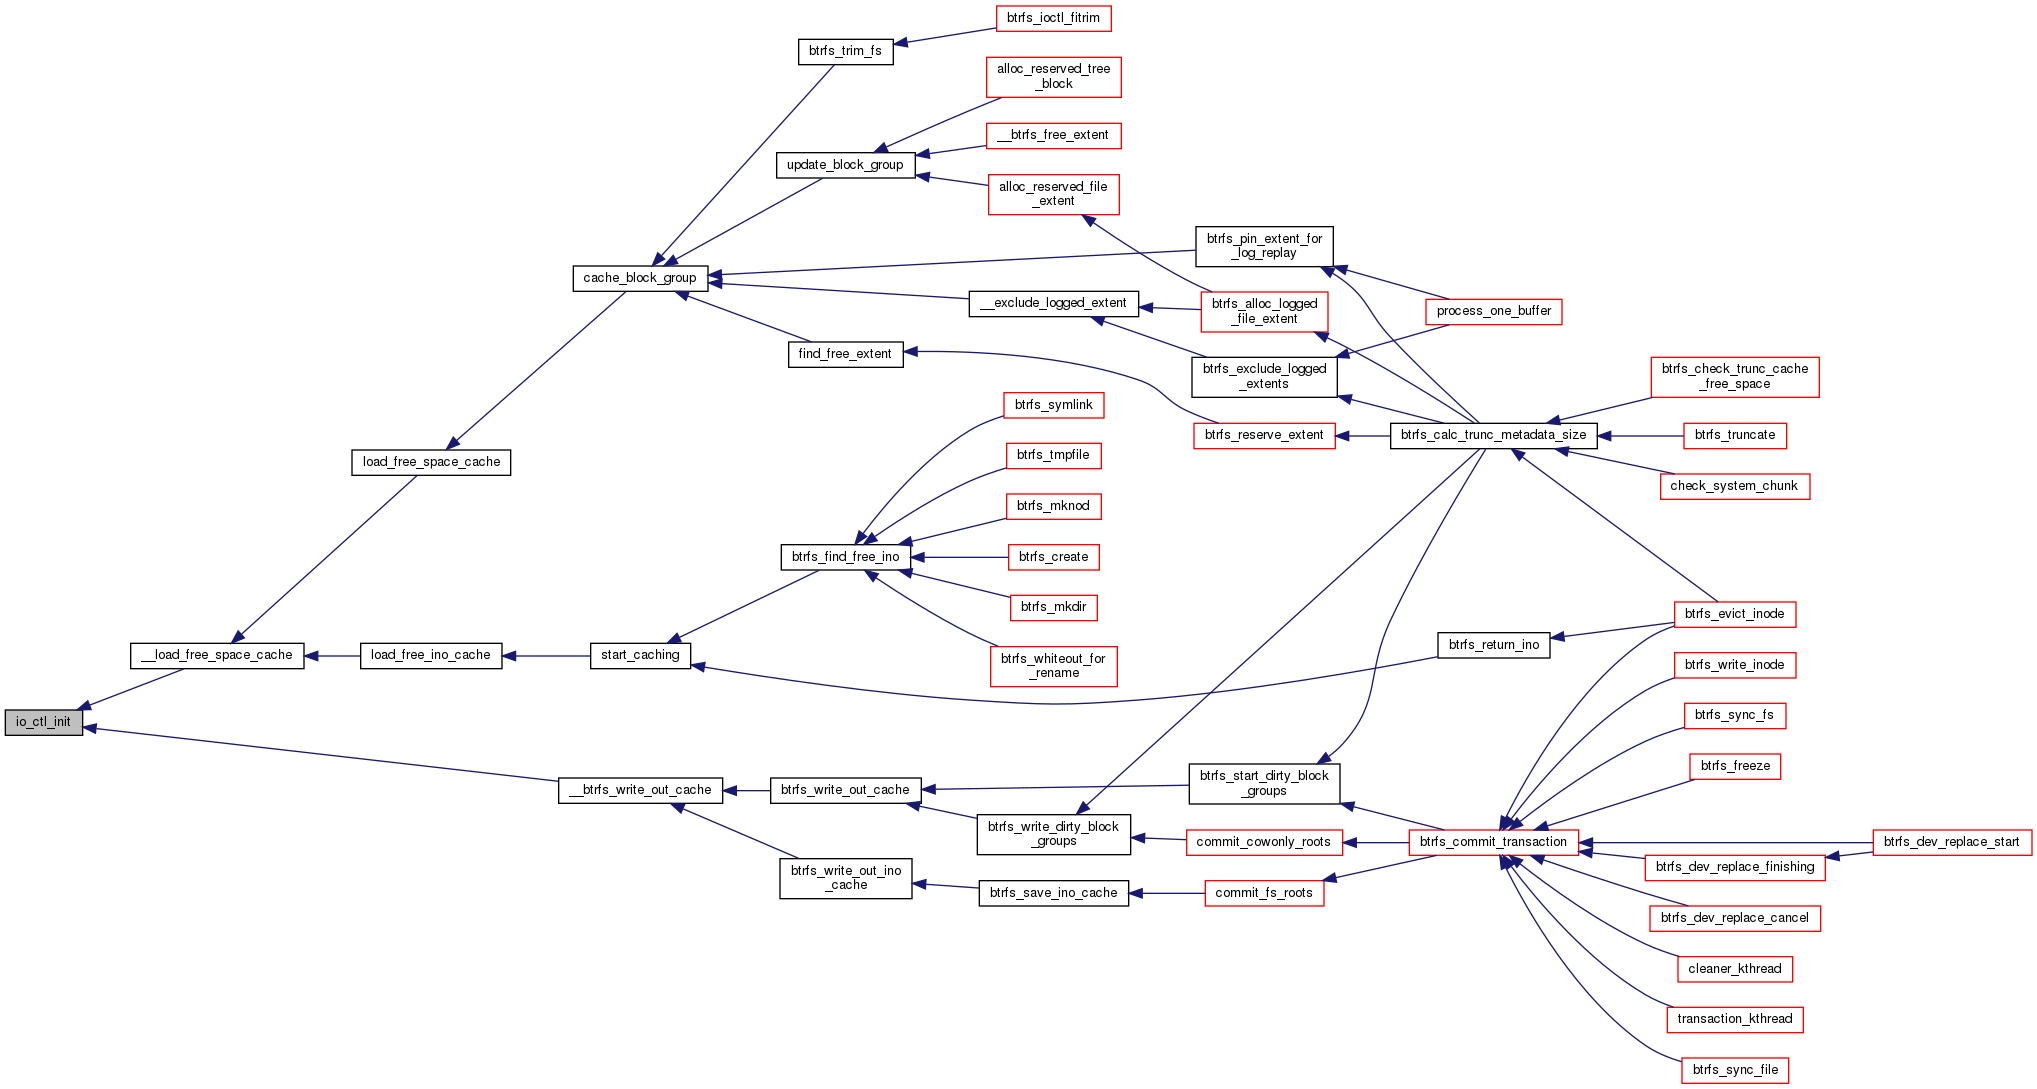 btrfs_ioctl_fitrim
btrfs_trim_fs
alloc_reserved_tree
_block
__btrfs_free_extent
update_block_group
alloc_reserved_file
_extent
btrfs_pin_extent_for
_log_replay
cache_block_group
__exclude_logged_extent
btrfs_alloc_logged
_file_extent
process_one_buffer
find_free_extent
btrfs_exclude_logged
_extents
btrfs_check_trunc_cache
_free_space
btrfs_symlink
btrfs_reserve_extent
btrfs_calc_trunc_metadata_size
btrfs_truncate
btrfs_tmpfile
load_free_space_cache
check_system_chunk
btrfs_mknod
btrfs_find_free_ino
btrfs_create
btrfs_mkdir
btrfs_evict_inode
btrfs_return_ino
__load_free_space_cache
load_free_ino_cache
start_caching
btrfs_whiteout_for
_rename
btrfs_write_inode
btrfs_sync_fs
io_ctl_init
btrfs_freeze
btrfs_start_dirty_block
_groups
__btrfs_write_out_cache
btrfs_write_out_cache
btrfs_write_dirty_block
_groups
commit_cowonly_roots
btrfs_commit_transaction
btrfs_dev_replace_start
btrfs_dev_replace_finishing
btrfs_write_out_ino
_cache
btrfs_save_ino_cache
commit_fs_roots
btrfs_dev_replace_cancel
cleaner_kthread
transaction_kthread
btrfs_sync_file